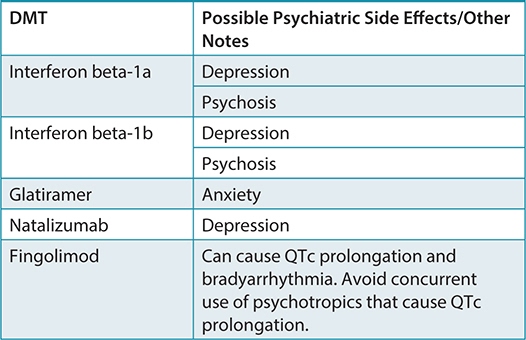 DMT
Possible Psychiatric Side Effects/Other
Notes
Interferon beta-1a
Depression
Psychosis
Interferon beta-1b
Depression
Psychosis
Glatiramer
Anxiety
Natalizumab
Depression
Fingolimod
Can cause QTc prolongation and
bradyarrhythmia. Avoid concurrent
use of psychotropics that cause QTc
prolongation.